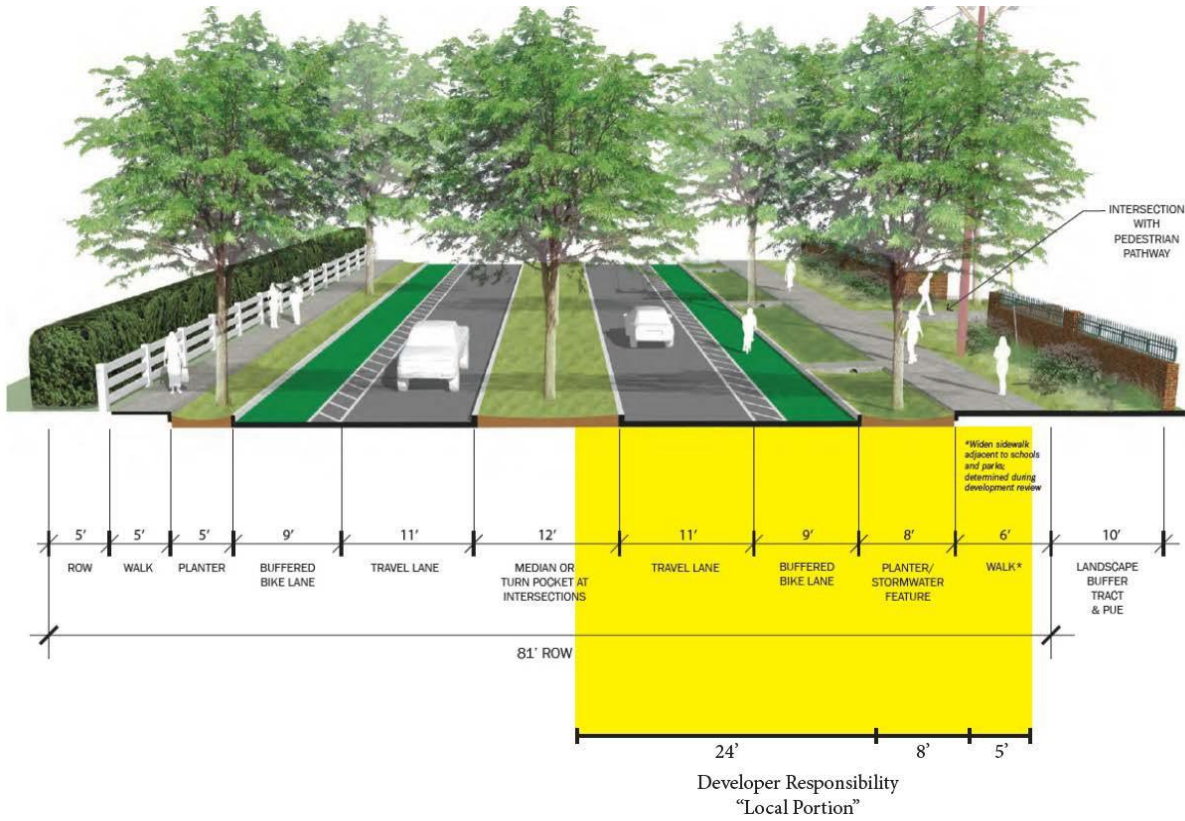 INTERSECTION
WITH
PEDESTRIAN
PATHWAY
*Widen sidewalk
adjacent to schools
and parks;
determined during
development review
5' 5' 5' 9' 11' 12' 11' 9' 8' 6' 10'
ROW
WALK
PLANTER
BUFFERED
BIKE LANE
TRAVEL LANE
MEDIAN OR
TURN POCKET AT
INTERSECTIONS
TRAVEL LANE
BUFFERED
BIKE LANE
PLANTER/
STORMWATER
FEATURE
WALK*
LANDSCAPE
BUFFER
TRACT
& PUE
81' ROW
24' 8' 5'
Developer Responsibility
“Local Portion”